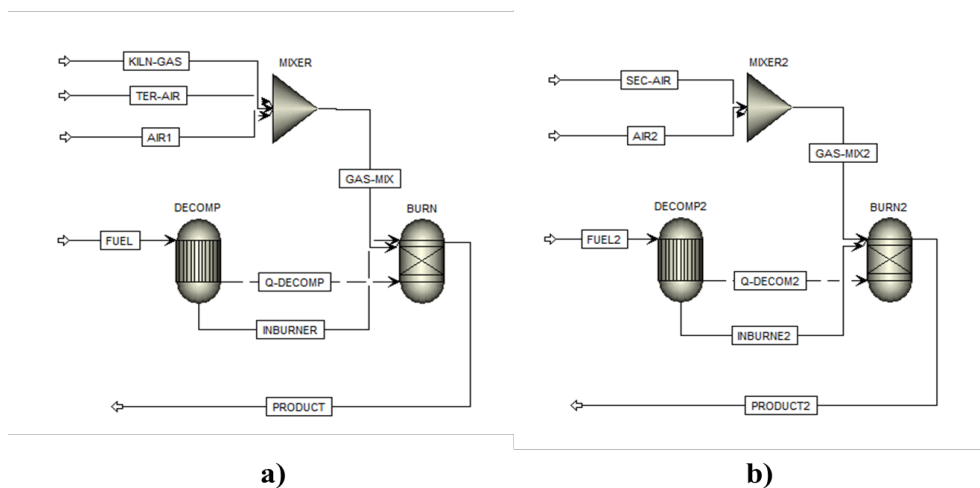 KILN-GAS
MIXER
TER-AIR
AIR1
GAS-MIX
DECOMP
BURN
FUEL
Q-DECOMP
INBURNER
PRODUCT
a)
SEC-AIR
MIXER2
AIR2
GAS-MIX2
DECOMP2
BURN2
FUEL2
Q-DECOM2
INBURNE2
PRODUCT2
b)